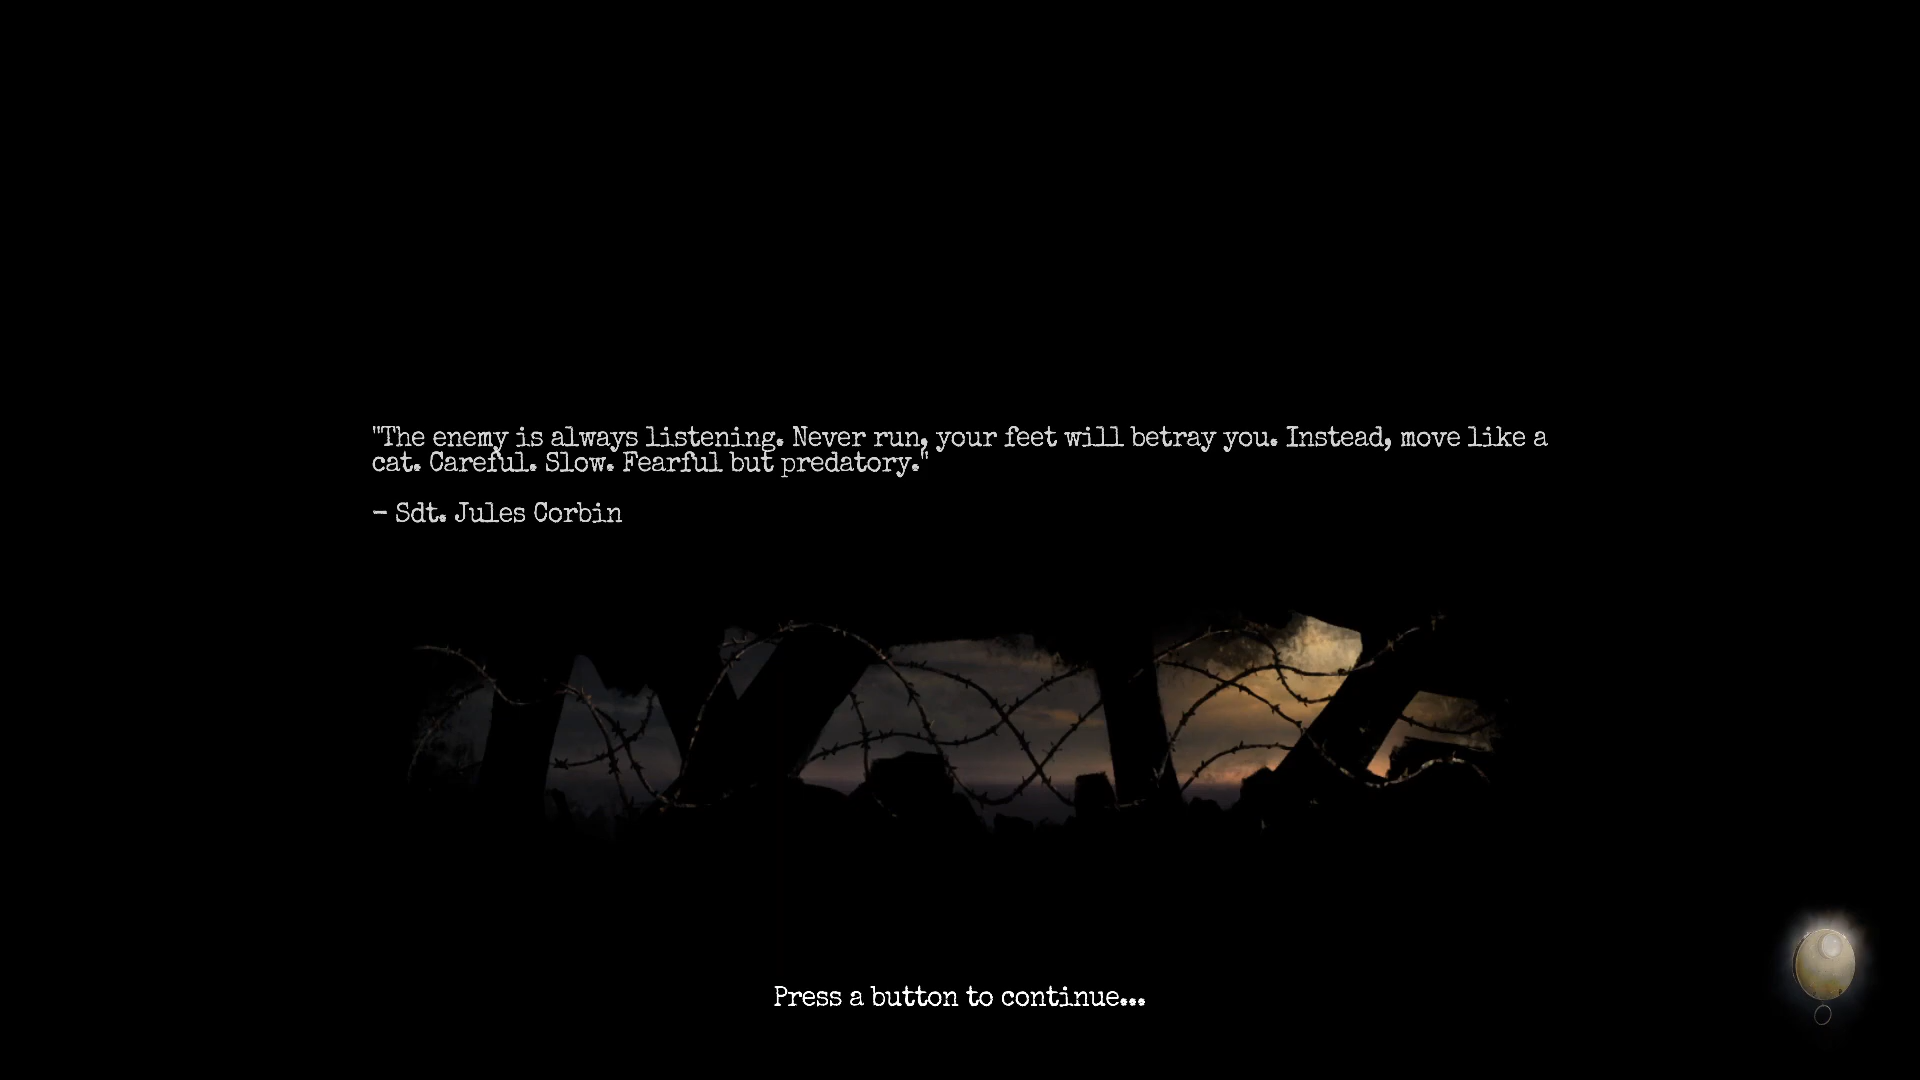 "The enemy is always listening. Never run, your feet will betray you. Instead, move like a
cat. Careful. Slow. Fearful but predatory."
- Sdt. Jules Corbin
Press a button to continue...